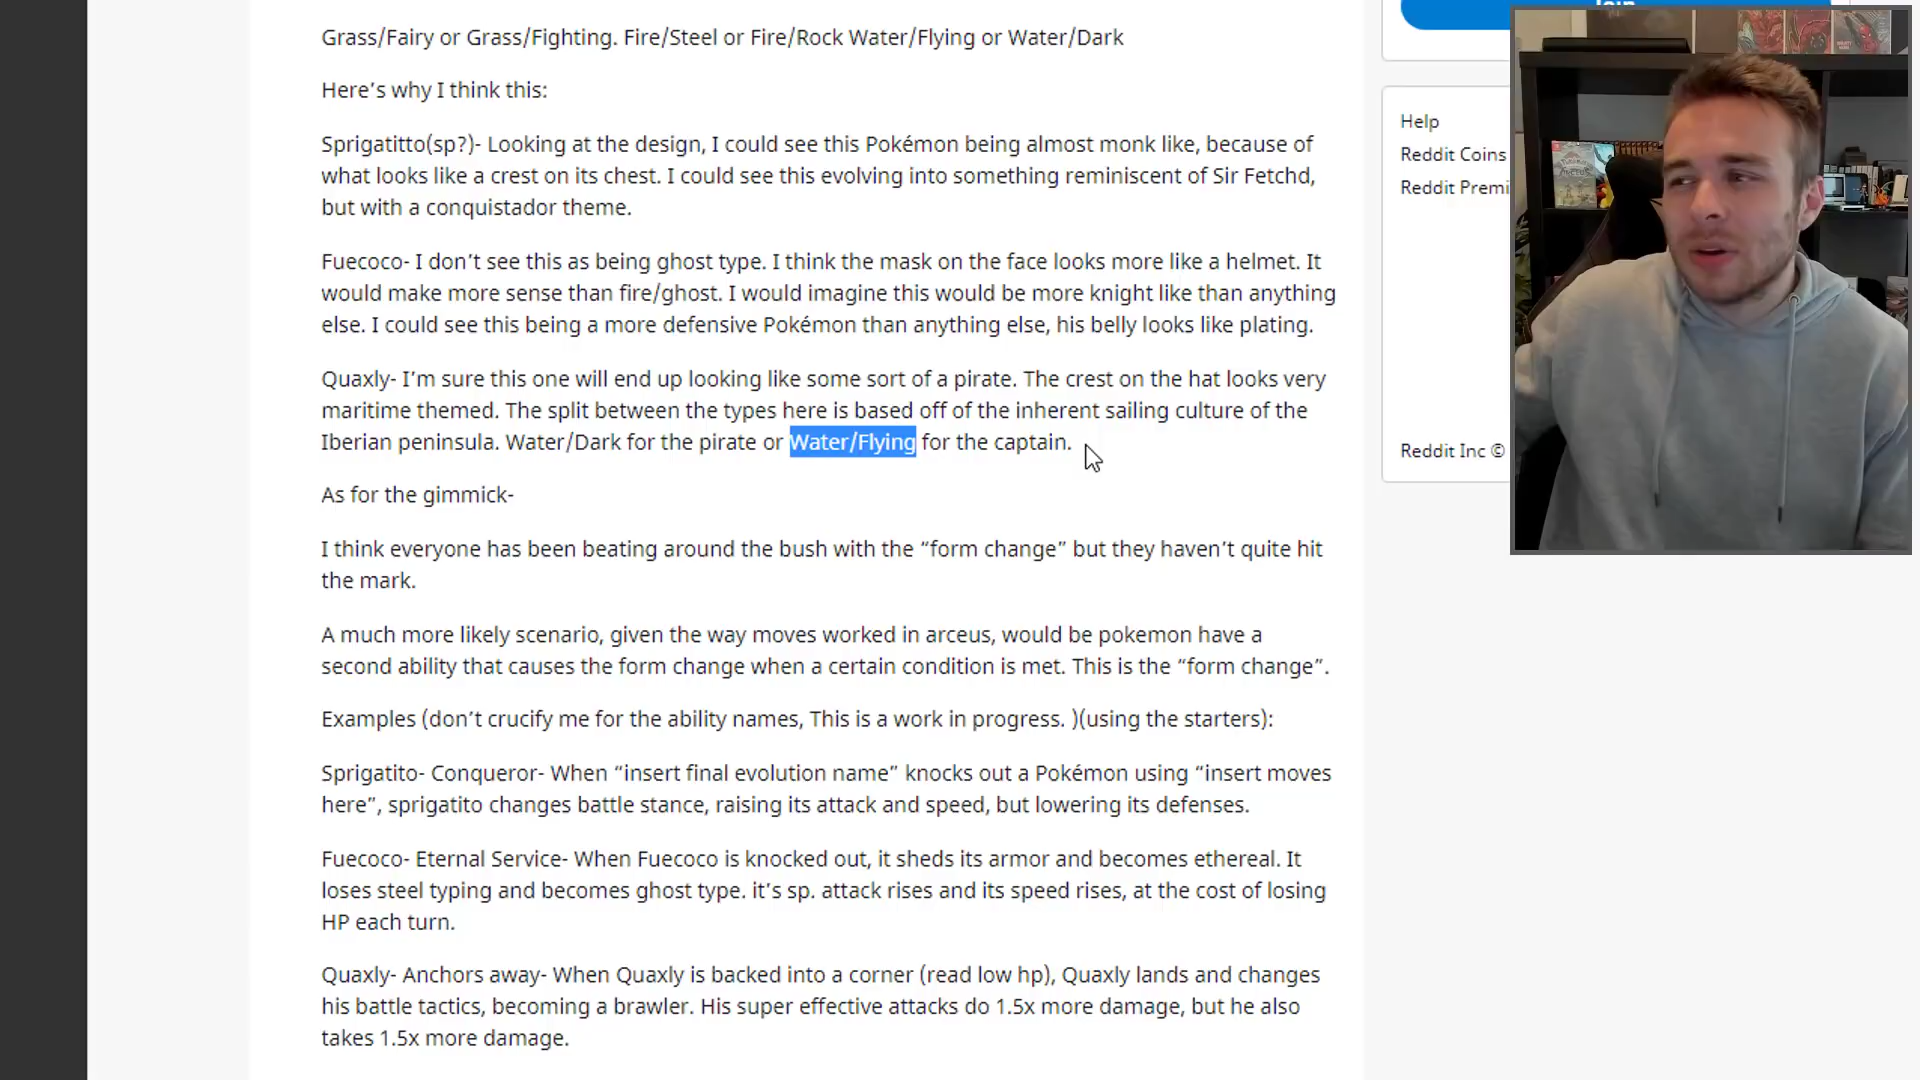 Join
Grass/Fairy or Grass/Fighting. Fire/Steel or Fire/Rock Water/Flying or Water/Dark
Here's why I think this:
Sprigatitto(sp?)- Looking at the design, I could see this Pokémon being almost monk like, because of
what looks like a crest on its chest. I could see this evolving into something reminiscent of Sir Fetchd,
but with a conquistador theme.
Fuecoco- I don't see this as being ghost type. I think the mask on the face looks more like a helmet. It
would make more sense than fire/ghost. I would imagine this would be more knight like than anything
else. I could see this being a more defensive Pokémon than anything else, his belly looks like plating.
Quaxly- I'm sure this one will end up looking like some sort of a pirate. The crest on the hat looks very
maritime themed. The split between the types here is based off of the inherent sailing culture of the
Iberian peninsula. Water/Dark for the pirate or Water/Flying for the captain.
As for the gimmick-
I think everyone has been beating around the bush with the “form change” but they haven't quite hit
the mark.
A much more likely scenario, given the way moves worked in arceus, would be pokemon have a
second ability that causes the form change when a certain condition is met. This is the “form change”.
Examples (don't crucify me for the ability names, This is a work in progress. )(using the starters):
Sprigatito- Conqueror- When “insert final evolution name” knocks out a Pokémon using “insert moves
here”, sprigatito changes battle stance, raising its attack and speed, but lowering its defenses.
Fuecoco- Eternal Service- When Fuecoco is knocked out, it sheds its armor and becomes ethereal. It
loses steel typing and becomes ghost type. it's sp. attack rises and its speed rises, at the cost of losing
HP each turn.
Quaxly- Anchors away- When Quaxly is backed into a corner (read low hp), Quaxly lands and changes
his battle tactics, becoming a brawler. His super effective attacks do 1.5x more damage, but he also
takes 1.5x more damage.
Help
Reddit Coins
Reddit Premi
Reddit Inc ©